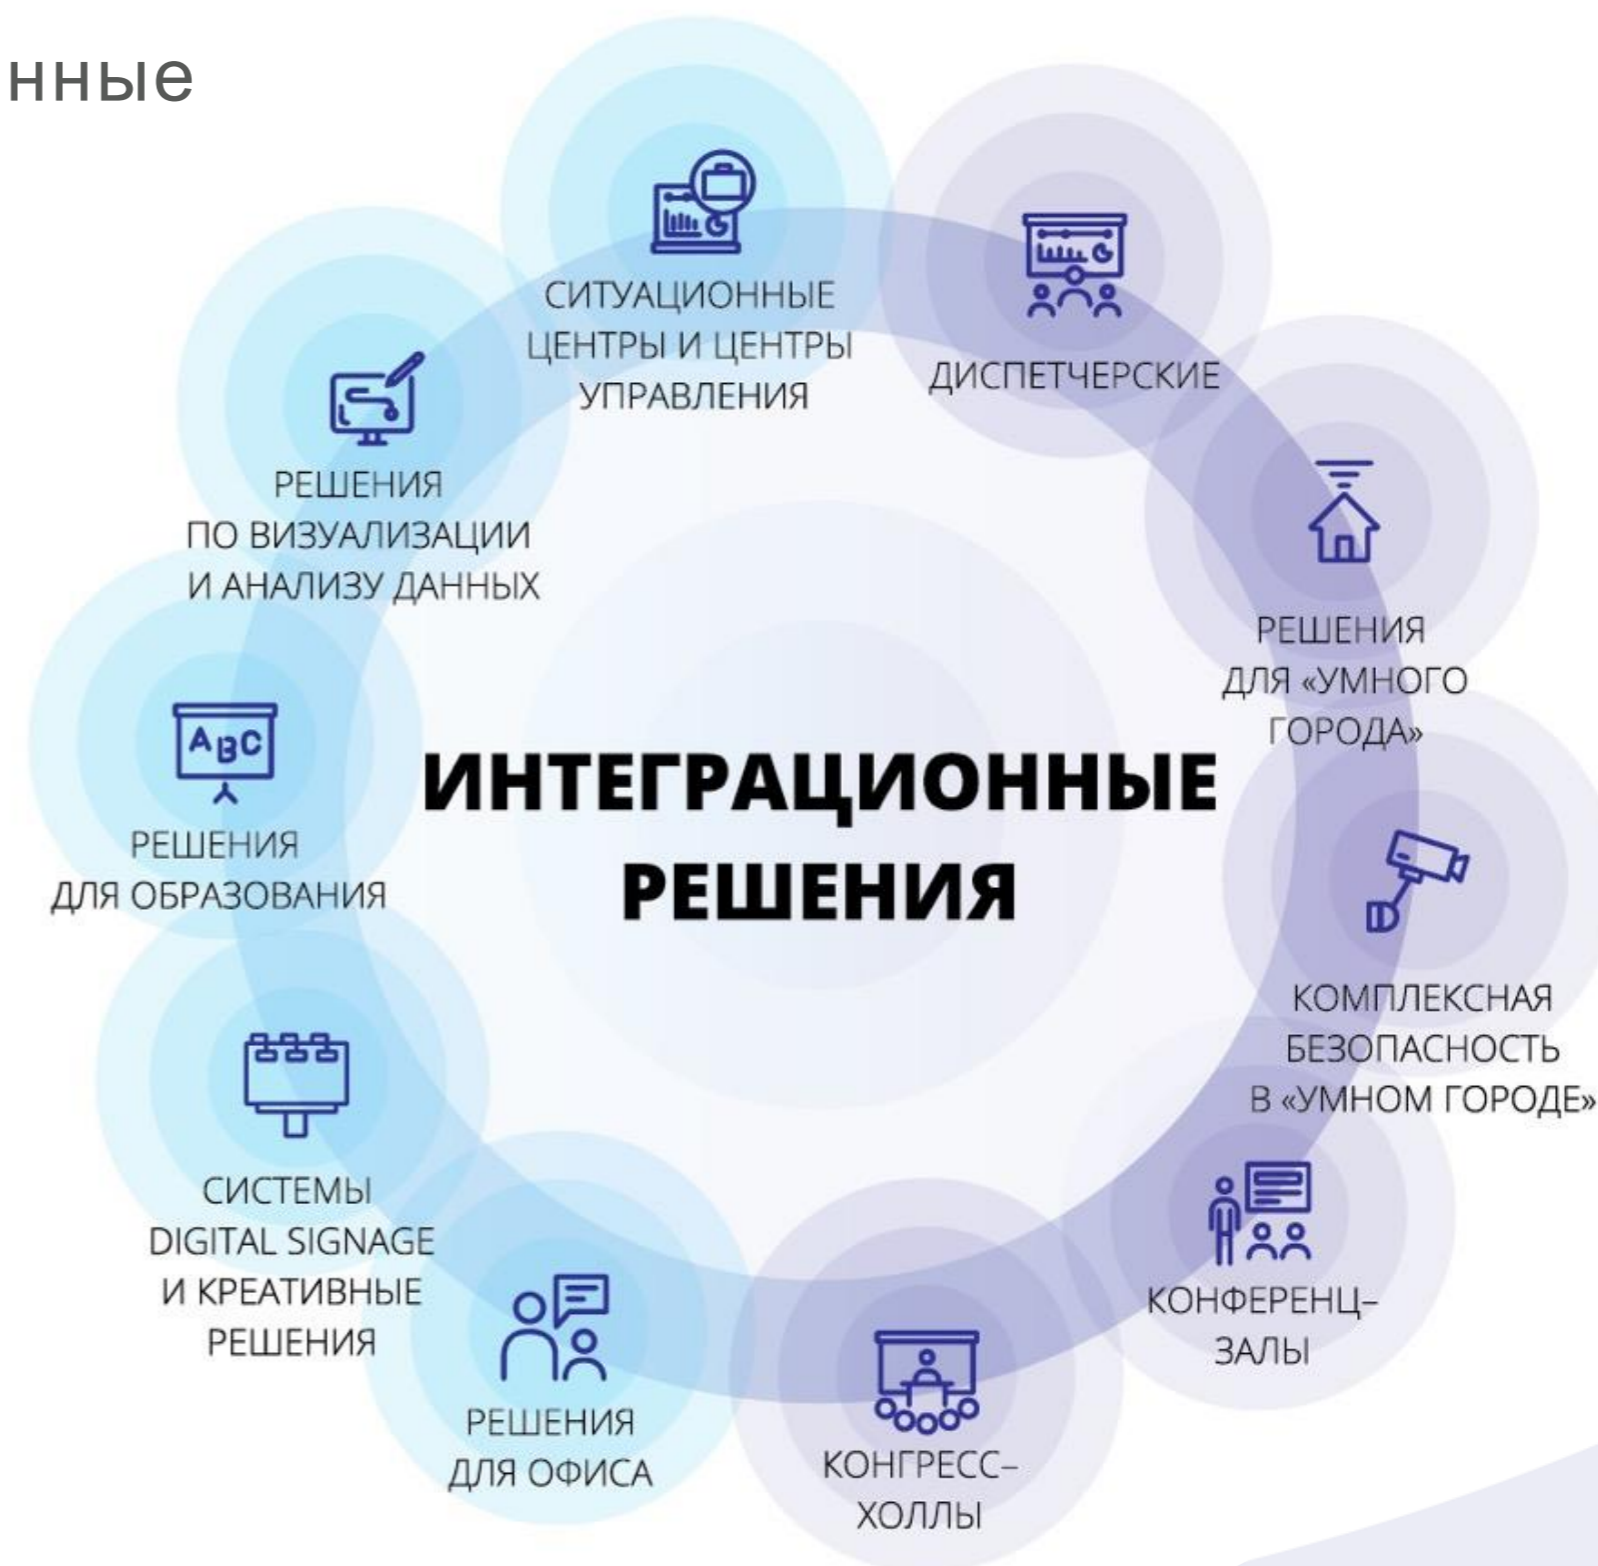 нные
СИТУАЦИОННЫЕ
ЦЕНТРЫ И ЦЕНТРЫ
УПРАВЛЕНИЯ
ДИСПЕТЧЕРСКИЕ
РЕШЕНИЯ
ДЛЯ «УМНОГО
ГОРОДА»
КОМПЛЕКСНАЯ
БЕЗОПАСНОСТЬ
В «УМНОМ ГОРОДЕ»
КОНФЕРЕНЦ–
ЗАЛЫ
КОНГРЕСС–
ХОЛЛЫ
РЕШЕНИЯ
ДЛЯ ОФИСА
СИСТЕМЫ
DIGITAL SIGNAGE
И КРЕАТИВНЫЕ
РЕШЕНИЯ
ABC
РЕШЕНИЯ
ДЛЯ ОБРАЗОВАНИЯ
РЕШЕНИЯ
ПО ВИЗУАЛИЗАЦИИ
И АНАЛИЗУ ДАННЫХ
ИНТЕГРАЦИОННЫЕ
РЕШЕНИЯ